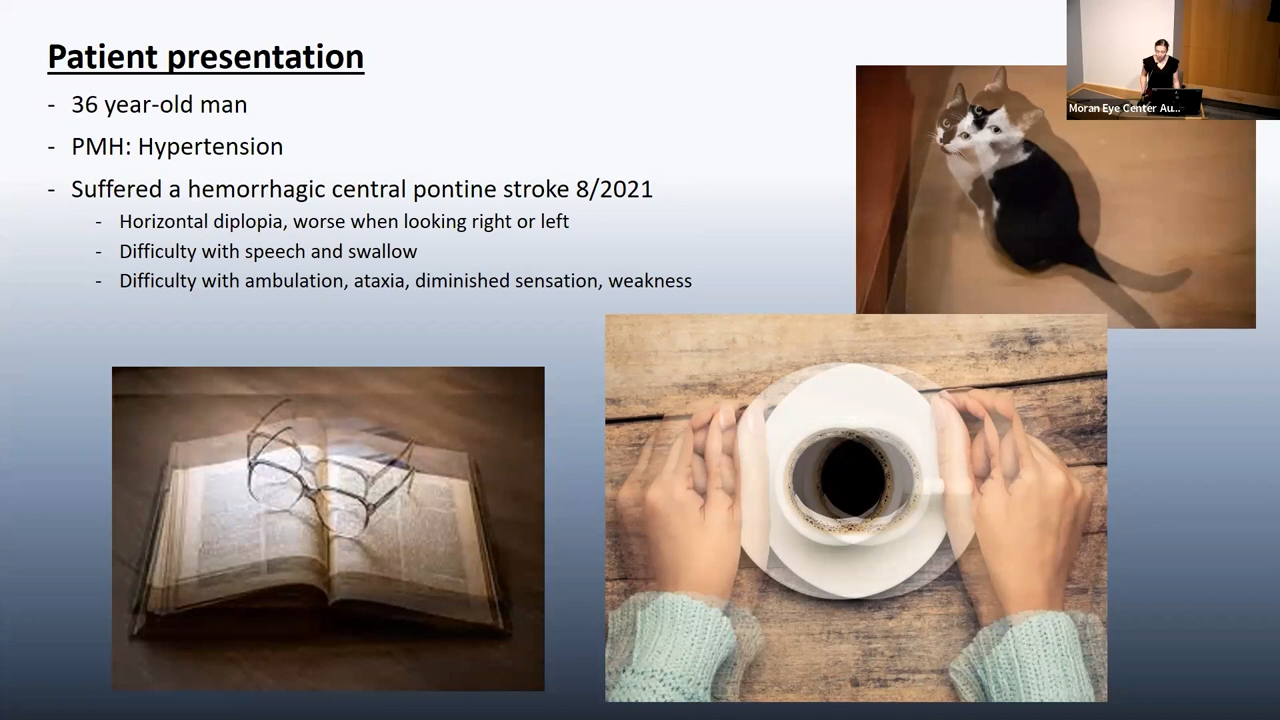 Patient presentation
- 36 year-old man
- PMH: Hypertension
- Suffered a hemorrhagic central pontine stroke 8/2021
- Horizontal diplopia, worse when looking right or left
- Difficulty with speech and swallow
- Difficulty with ambulation, ataxia, diminished sensation, weakness
Moran Eye Center Au...